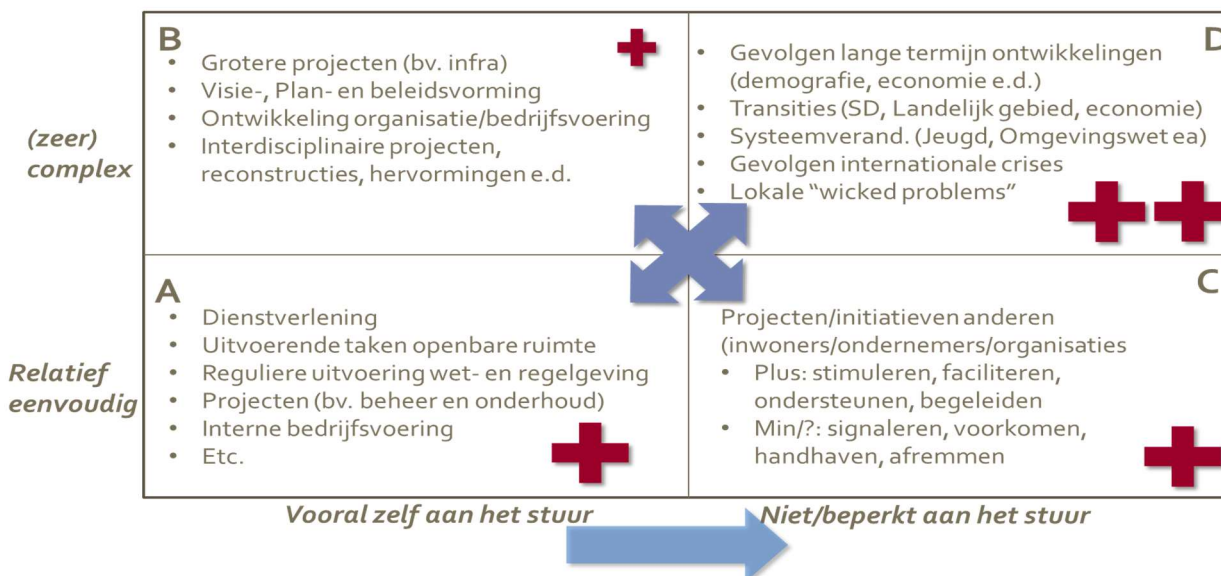 B
• Grotere projecten (bv. infra)
• Visie-, Plan- en beleidsvorming
• Ontwikkeling organisatie/bedrijfsvoering
• Interdisciplinaire projecten,
reconstructies, hervormingen e.d.
D
• Gevolgen lange termijn ontwikkelingen
(demografie, economie e.d.)
• Transities (SD, Landelijk gebied, economie)
• Systeemverand. (Jeugd, Omgevingswet ea)
• Gevolgen internationale crises
• Lokale “wicked problems”
(zeer)
complex
A
• Dienstverlening
• Uitvoerende taken openbare ruimte
• Reguliere uitvoering wet- en regelgeving
• Projecten (bv. beheer en onderhoud)
• Interne bedrijfsvoering
• Etc.
C
Projecten/initiatieven anderen
(inwoners/ondernemers/organisaties
• Plus: stimuleren, faciliteren,
ondersteunen, begeleiden
• Min/?: signaleren, voorkomen,
handhaven, afremmen
Relatief
eenvoudig
Vooral zelf aan het stuur
Niet/beperkt aan het stuur